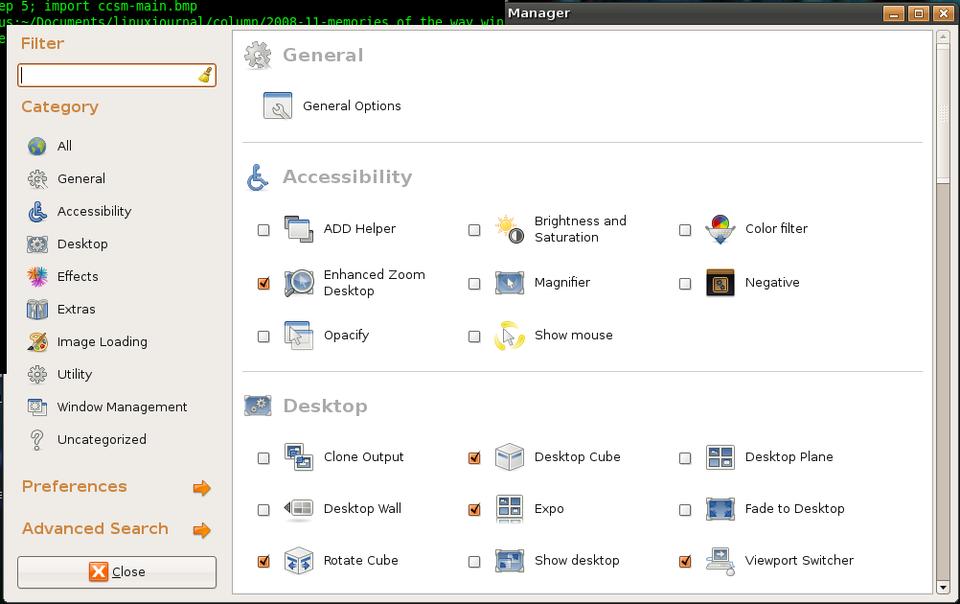 ep 5; import ccsm-main.bmp
us:~/Documents/linuxjournal/column/2008-11-memories of the way win
Manager
Filter
Category
All
General
Accessibility
Desktop
Effects
Extras
Image Loading
Utility
Window Management
Uncategorized
Preferences
Advanced Search
Close
General
General Options
Accessibility
ADD Helper
Brightness and
Saturation
Color filter
Enhanced Zoom
Desktop
Magnifier
Negative
Opacify
Show mouse
Desktop
Clone Output
Desktop Cube
Desktop Plane
Desktop Wall
Expo
Fade to Desktop
Rotate Cube
Show desktop
Viewport Switcher